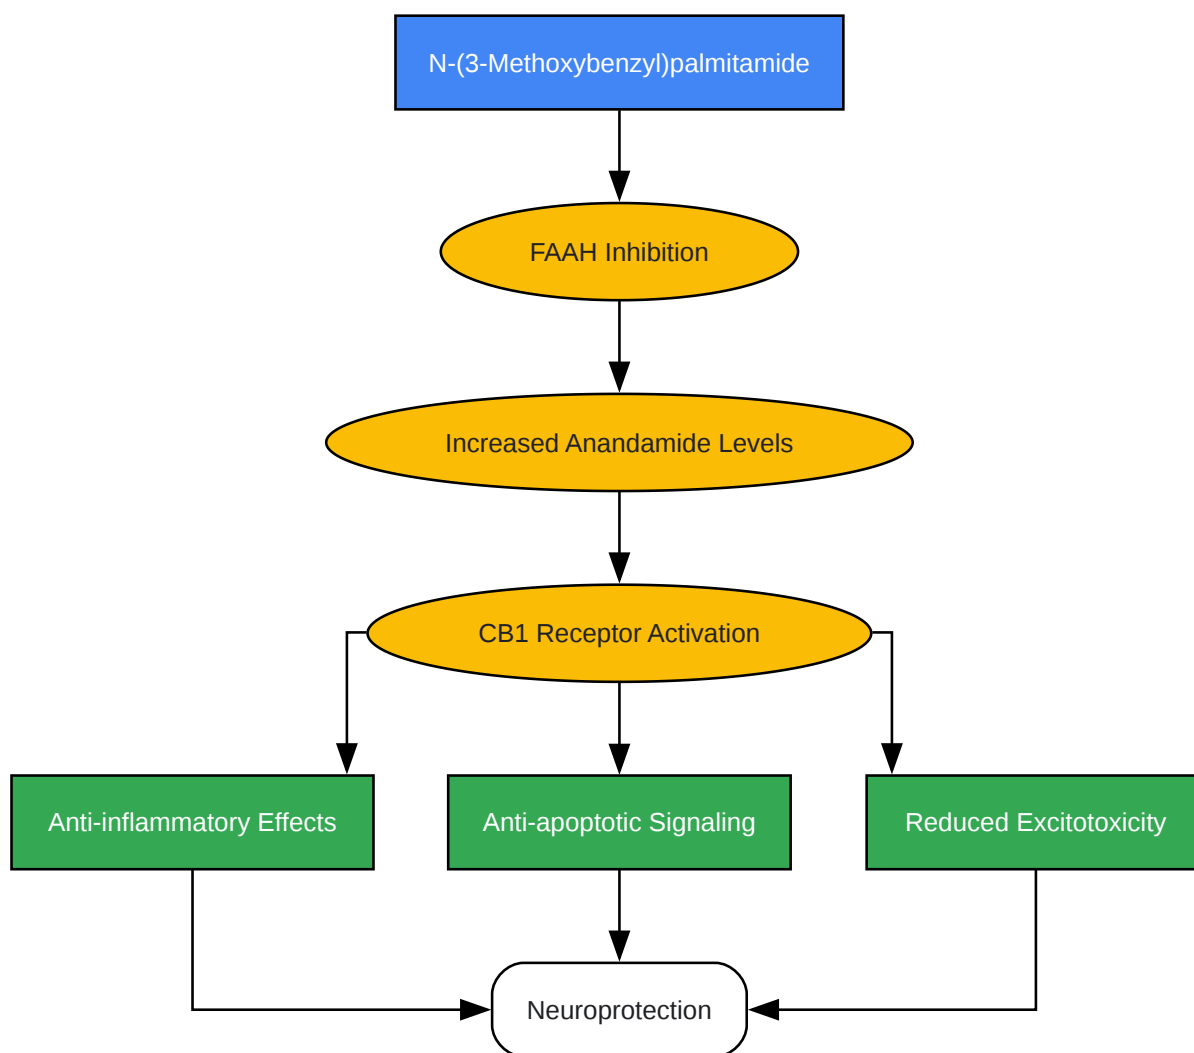 N-(3-Methoxybenzyl)palmitamide
FAAH Inhibition
Increased Anandamide Levels
CB1 Receptor Activation
Anti-inflammatory Effects
Anti-apoptotic Signaling
Reduced Excitotoxicity
Neuroprotection